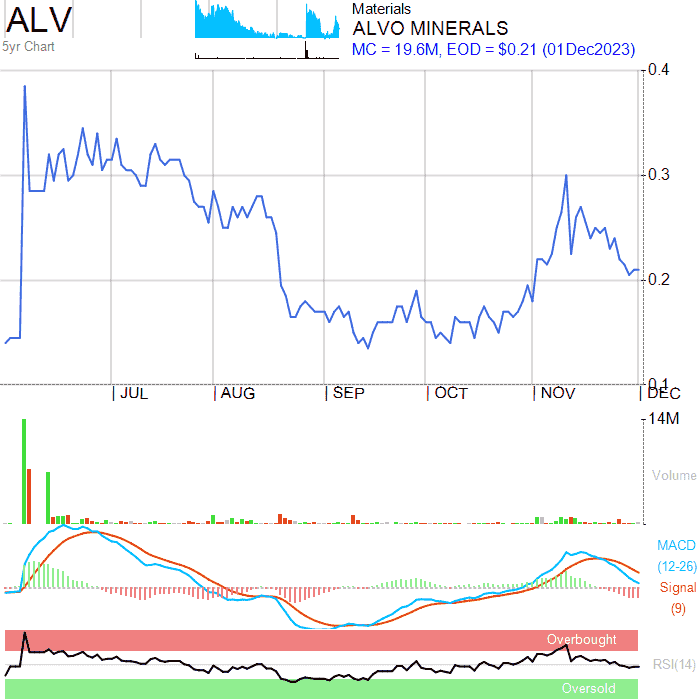 ALV
5yr Chart
Materials
ALVO MINERALS
MC = 19.6M, EOD = $0.21 (01Dec2023)
0.4
0.3
0.2
0.1
JUL AUG SEP OCT NOV DEC
14M
Volume
MACD
(12-26)
Signal
(9)
Overbought
RSI(14)
Oversold